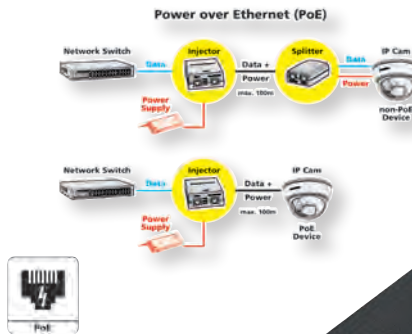 Power over Ethernet (PoE)
Network Switch
Injector
Splitter
IP Cam
Data
Data +
Power
max. 100m
Data
Power
Power
Supply
non-PoE
Device
Network Switch
Injector
IP Cam
Data
Data +
Power
max. 100m
Power
Supply
PoE
Device
PoE